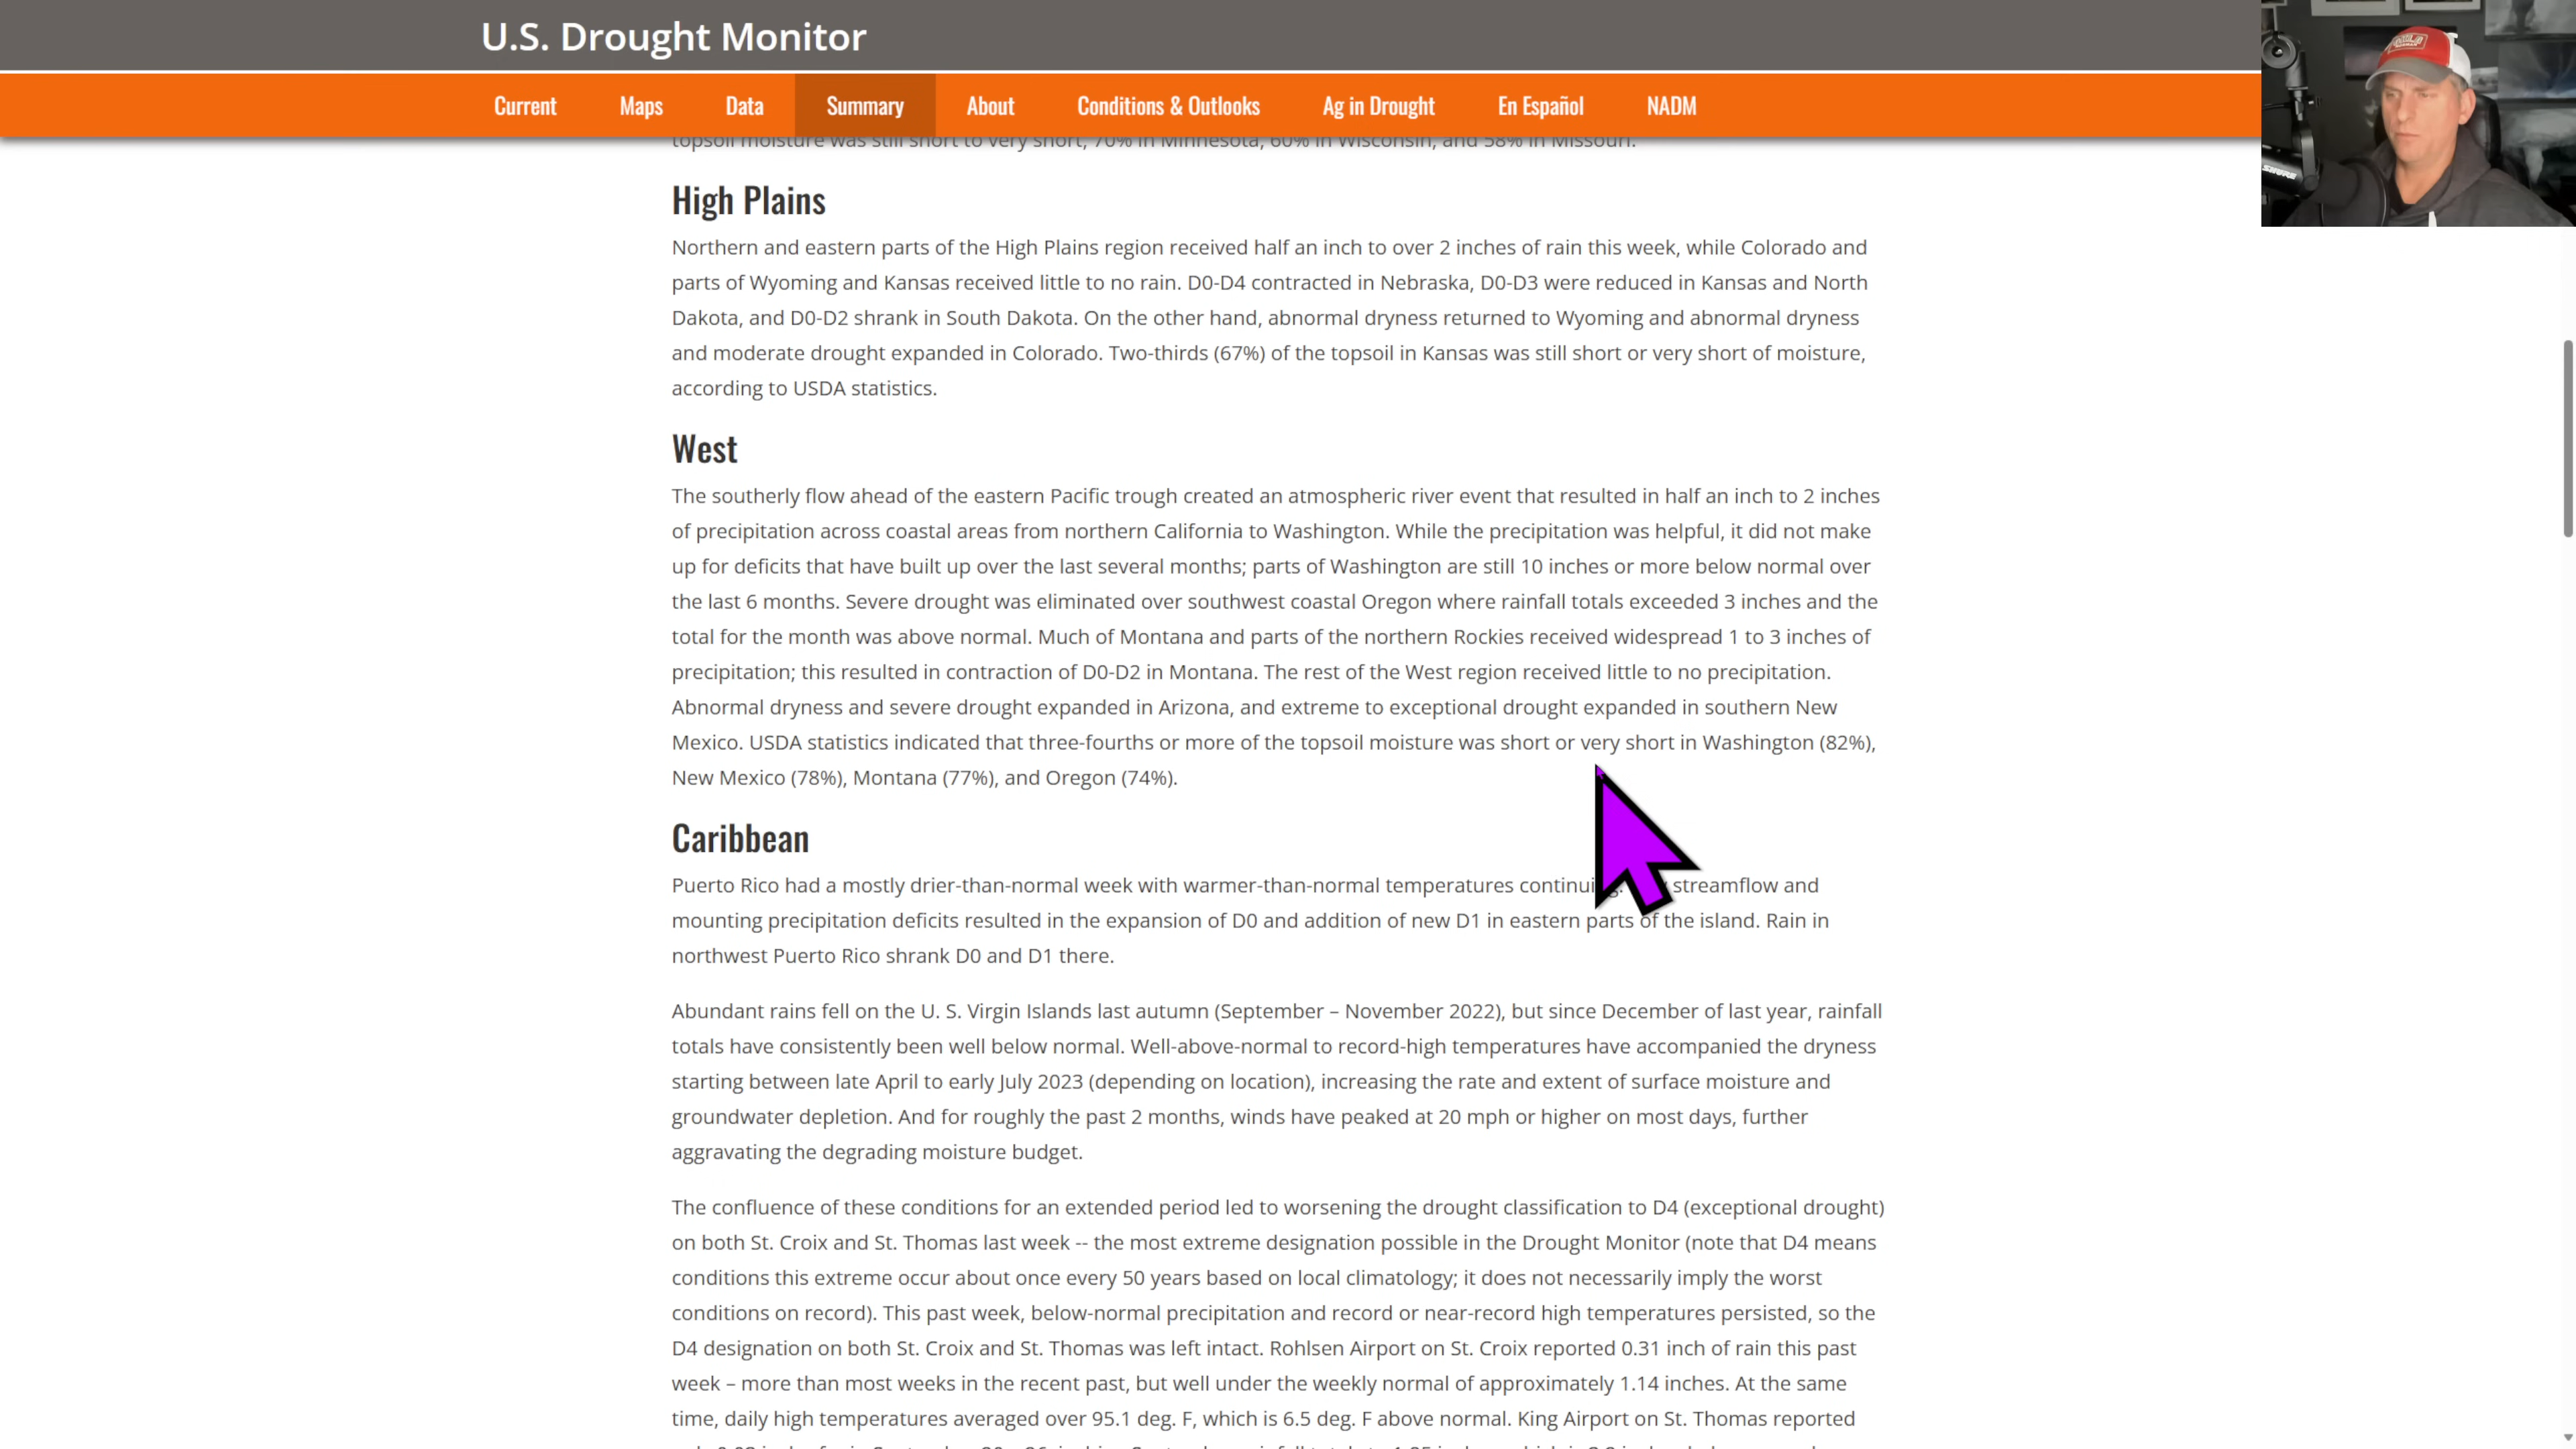 U.S. Drought Monitor
Current Maps Data Summary About Conditions & Outlooks Ag in Drought En Español NADM
topsoil moisture was still short to very short, 70% in Minnesota, 60% in Wisconsin, and 58% in Missouri.
High Plains
Northern and eastern parts of the High Plains region received half an inch to over 2 inches of rain this week, while Colorado and
parts of Wyoming and Kansas received little to no rain. D0-D4 contracted in Nebraska, D0-D3 were reduced in Kansas and North
Dakota, and D0-D2 shrank in South Dakota. On the other hand, abnormal dryness returned to Wyoming and abnormal dryness
and moderate drought expanded in Colorado. Two-thirds (67%) of the topsoil in Kansas was still short or very short of moisture,
according to USDA statistics.
West
The southerly flow ahead of the eastern Pacific trough created an atmospheric river event that resulted in half an inch to 2 inches
of precipitation across coastal areas from northern California to Washington. While the precipitation was helpful, it did not make
up for deficits that have built up over the last several months; parts of Washington are still 10 inches or more below normal over
the last 6 months. Severe drought was eliminated over southwest coastal Oregon where rainfall totals exceeded 3 inches and the
total for the month was above normal. Much of Montana and parts of the northern Rockies received widespread 1 to 3 inches of
precipitation; this resulted in contraction of D0-D2 in Montana. The rest of the West region received little to no precipitation.
Abnormal dryness and severe drought expanded in Arizona, and extreme to exceptional drought expanded in southern New
Mexico. USDA statistics indicated that three-fourths or more of the topsoil moisture was short or very short in Washington (82%),
New Mexico (78%), Montana (77%), and Oregon (74%).
Caribbean
Puerto Rico had a mostly drier-than-normal week with warmer-than-normal temperatures streamflow and
mounting precipitation deficits resulted in the expansion of D0 and addition of new D1 in eastern parts of the island. Rain in
northwest Puerto Rico shrank D0 and D1 there.
Abundant rains fell on the U. S. Virgin Islands last autumn (September – November 2022), but since December of last year, rainfall
totals have consistently been well below normal. Well-above-normal to record-high temperatures have accompanied the dryness
starting between late April to early July 2023 (depending on location), increasing the rate and extent of surface moisture and
groundwater depletion. And for roughly the past 2 months, winds have peaked at 20 mph or higher on most days, further
aggravating the degrading moisture budget.
The confluence of these conditions for an extended period led to worsening the drought classification to D4 (exceptional drought)
on both St. Croix and St. Thomas last week -- the most extreme designation possible in the Drought Monitor (note that D4 means
conditions this extreme occur about once every 50 years based on local climatology; it does not necessarily imply the worst
conditions on record). This past week, below-normal precipitation and record or near-record high temperatures persisted, so the
D4 designation on both St. Croix and St. Thomas was left intact. Rohlsen Airport on St. Croix reported 0.31 inch of rain this past
week – more than most weeks in the recent past, but well under the weekly normal of approximately 1.14 inches. At the same
time, daily high temperatures averaged over 95.1 deg. F, which is 6.5 deg. F above normal. King Airport on St. Thomas reported